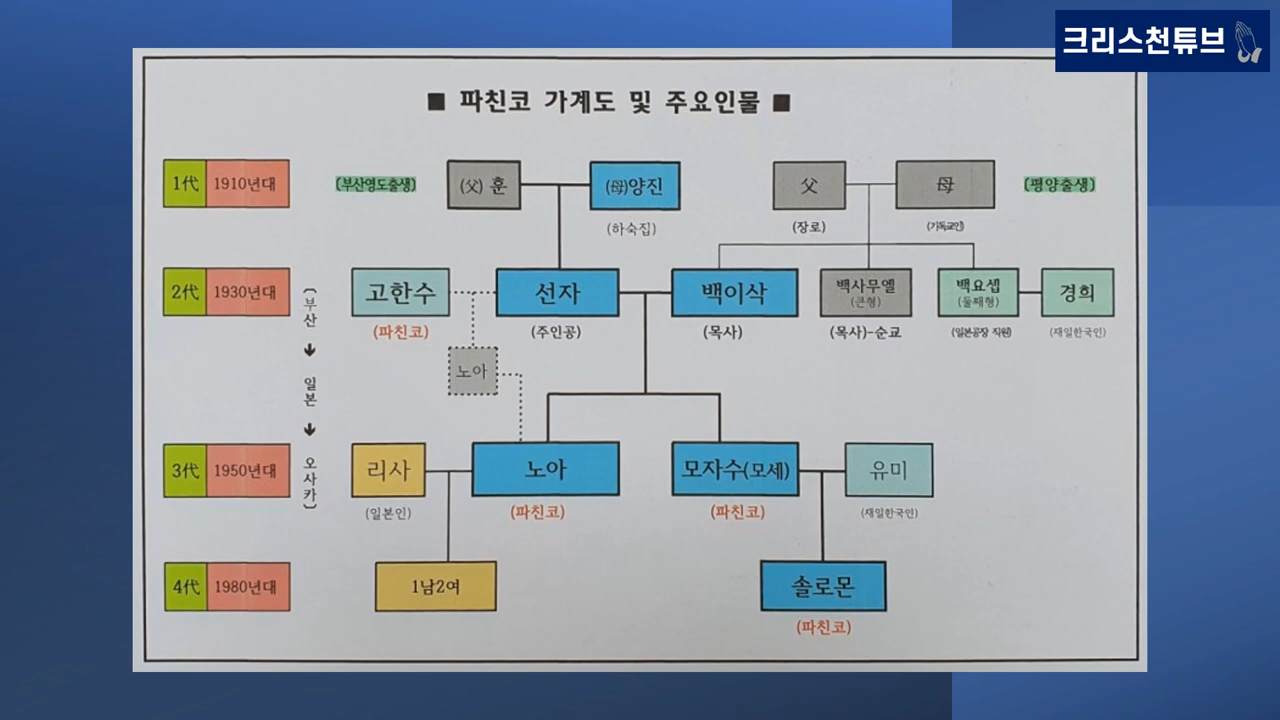 크리스천튜브
■ 파친코 가계도 및 주요인물 ■
1代 1910년대
[부산영도출생]
(父) 훈
(母)양진
(하숙집)
父
(장로)
母
(기독교인)
[평양출생]
2代 1930년대
고한수
(파친코)
선자
(주인공)
백이삭
(목사)
백사무엘
(큰형)
(목사)-순교
백요셉
(둘째형)
(일본공장 직원)
경희
(재일한국인)
[부산 → 일본 → 오사카]
노아
3代 1950년대
리사
(일본인)
노아
(파친코)
모자수(모세)
(파친코)
유미
(재일한국인)
4代 1980년대
1남2여
솔로몬
(파친코)